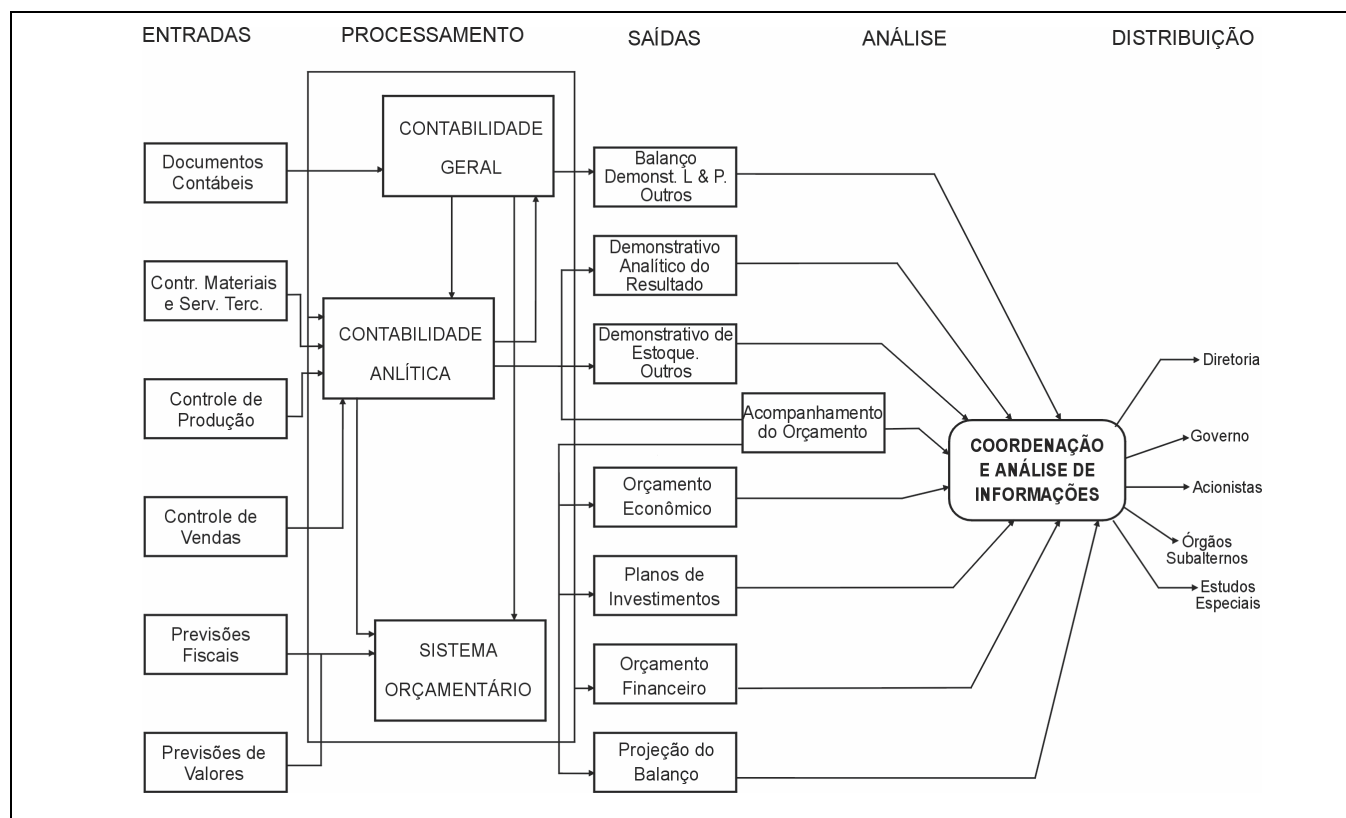 ENTRADAS
PROCESSAMENTO
SAÍDAS
ANÁLISE
DISTRIBUIÇÃO
Documentos
Contábeis
Contr. Materiais
e Serv. Terc.
Controle de
Produção
Controle de
Vendas
Previsões
Fiscais
Previsões de
Valores
CONTABILIDADE
GERAL
CONTABILIDADE
ANLÍTICA
SISTEMA
ORÇAMENTÁRIO
Balanço
Demonst. L & P.
Outros
Demonstrativo
Analítico do
Resultado
Demonstrativo de
Estoque.
Outros
Acompanhamento
do Orçamento
Orçamento
Econômico
Planos de
Investimentos
Orçamento
Financeiro
Projeção do
Balanço
COORDENAÇÃO
E ANÁLISE DE
INFORMAÇÕES
Diretoria
Governo
Acionistas
Órgãos
Subalternos
Estudos
Especiais